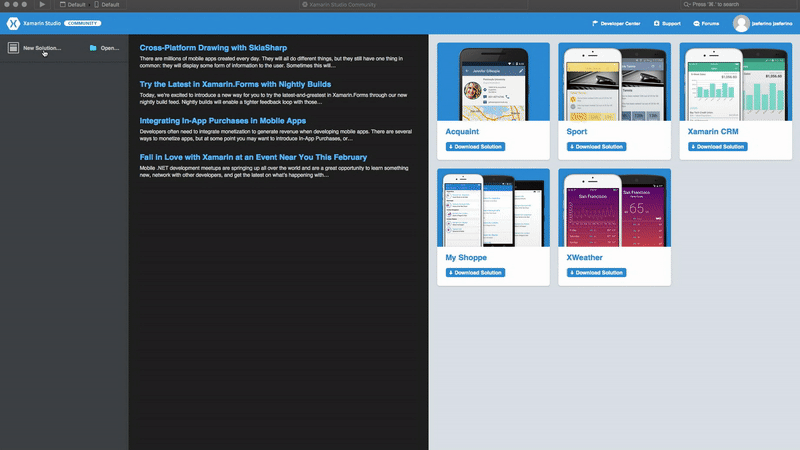 Default
Default
Xamarin Studio Community
Press '⌘.' to search
Xamarin Studio
COMMUNITY
Developer Center
Support
Forums
joeferino joeferino
New Solution...
Open...
Cross-Platform Drawing with SkiaSharp
There are millions of mobile apps created every day. They will all do different things, but they still have one thing in
common: they will display some form of information to the user. Sometimes this will…
Try the Latest in Xamarin.Forms with Nightly Builds
Today, we're excited to introduce a new way for you to try the latest-and-greatest in Xamarin.Forms through our new
nightly build feed. Nightly builds will enable a tighter feedback loop with those…
Integrating In-App Purchases in Mobile Apps
Developers often need to integrate monetization to generate revenue when developing mobile apps. There are several
ways to monetize apps, but at some point you may want to introduce In-App Purchases, or…
Fall in Love with Xamarin at an Event Near You This February
Mobile .NET development meetups are springing up all over the world and are a great opportunity to learn something
new, network with other developers, and get the latest on what's happening with…
Jennifer Gillespie
Acquaint
Download Solution
Sport
Download Solution
$1,056.60
Xamarin CRM
Download Solution
My Shoppe
Download Solution
San Francisco
San Francisco
65
XWeather
Download Solution